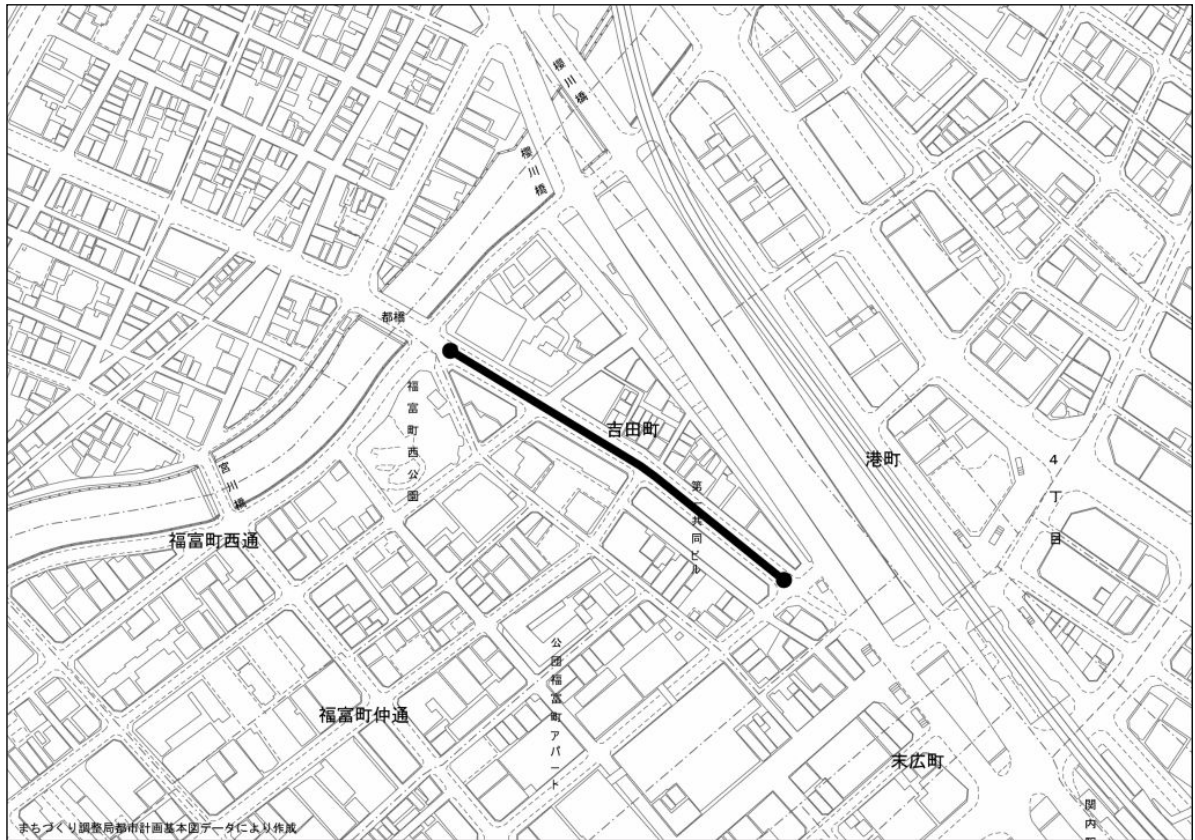 櫻川橋
櫻川橋
都橋
福富町西公園
吉田町
港町
4丁目
宮川橋
第一共同ビル
福富町西通
公団福富町アパート
福富町仲通
末広町
関内駅
まちづくり調整局都市計画基本図データにより作成